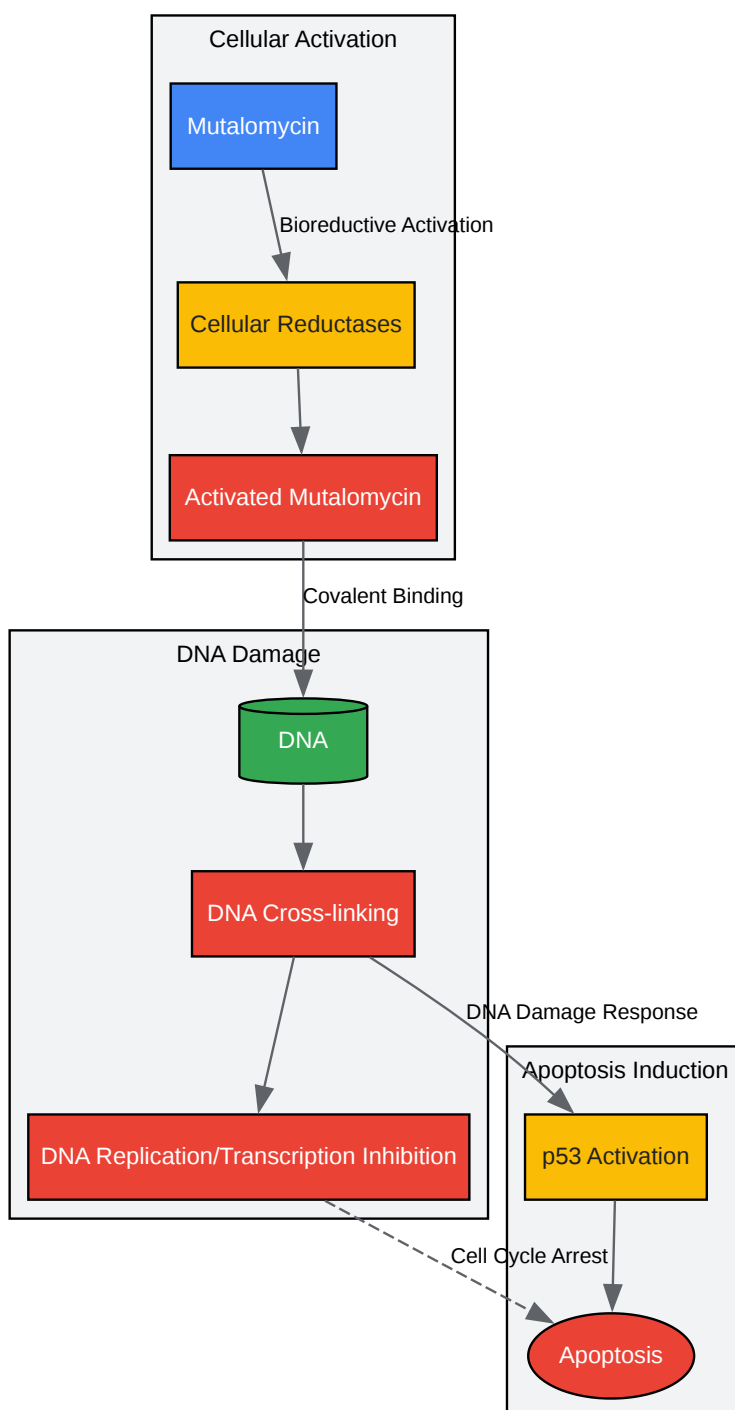 Cellular Activation
Mutalomycin
Bioreductive Activation
Cellular Reductases
Activated Mutalomycin
Covalent Binding
DNA Damage
DNA
DNA Cross-linking
DNA Damage Response
Apoptosis Induction
DNA Replication/Transcription Inhibition
p53 Activation
Cell Cycle Arrest
Apoptosis